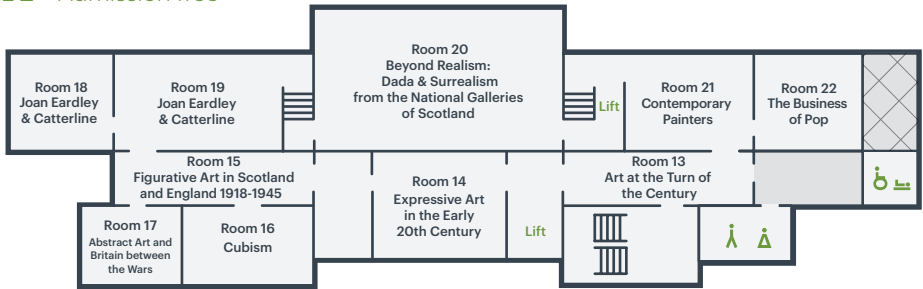 Room 20
Beyond Realism:
Dada & Surrealism
from the National Galleries
of Scotland
Room 18
Joan Eardley
& Catterline
Room 19
Joan Eardley
& Catterline
Lift
Room 21
Contemporary
Painters
Room 22
The Business
of Pop
Room 15
Figurative Art in Scotland
and England 1918-1945
Room 14
Expressive Art
in the Early
20th Century
Room 13
Art at the Turn of
the Century
Room 17
Abstract Art and
Britain between
the Wars
Room 16
Cubism
Lift